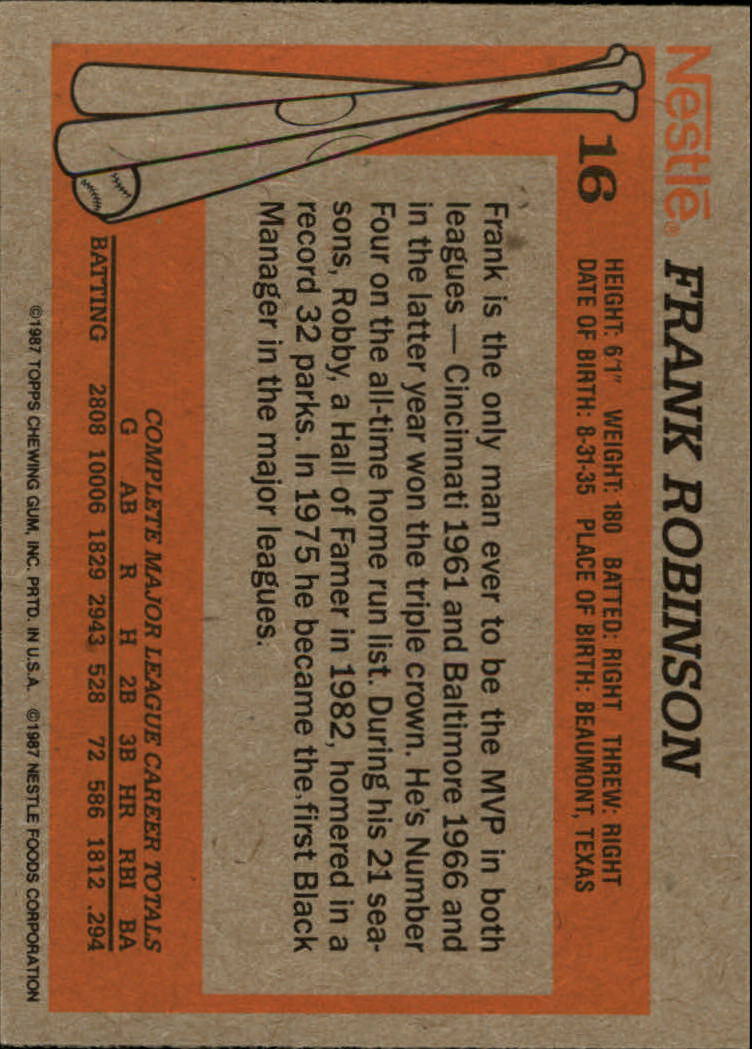 Nestlé®
FRANK ROBINSON
16
HEIGHT: 6'1" WEIGHT: 180 BATTED: RIGHT THREW: RIGHT
DATE OF BIRTH: 8-31-35 PLACE OF BIRTH: BEAUMONT, TEXAS
Frank is the only man ever to be the MVP in both
leagues — Cincinnati 1961 and Baltimore 1966 and
in the latter year won the triple crown. He's Number
Four on the all-time home run list. During his 21 sea-
sons, Robby, a Hall of Famer in 1982, homered in a
record 32 parks. In 1975 he became the first Black
Manager in the major leagues.
COMPLETE MAJOR LEAGUE CAREER TOTALS
G AB R H 2B 3B HR RBI BA
BATTING 2808 10006 1829 2943 528 72 586 1812 .294
©1987 TOPPS CHEWING GUM, INC. PRTD. IN U.S.A. ©1987 NESTLE FOODS CORPORATION